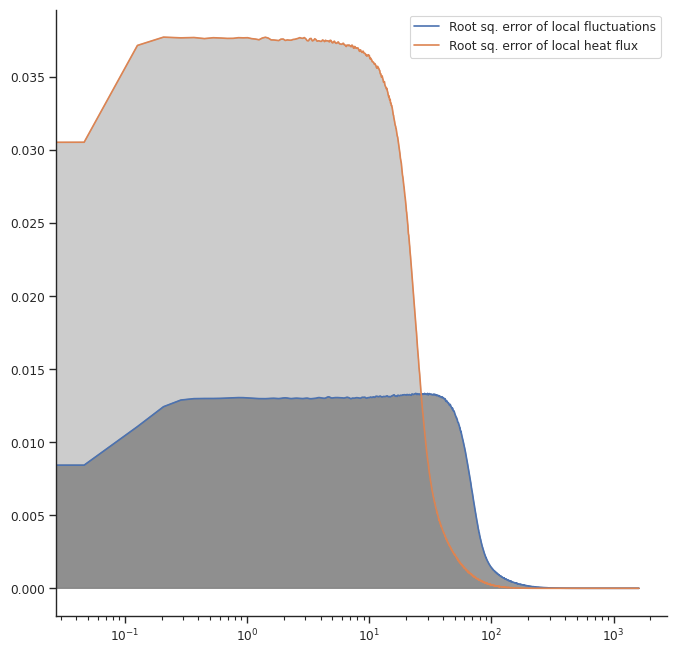 Root sq. error of local fluctuations
Root sq. error of local heat flux
0.035
0.030
0.025
0.020
0.015
0.010
0.005
0.000
10⁻¹ 10⁰ 10¹ 10² 10³